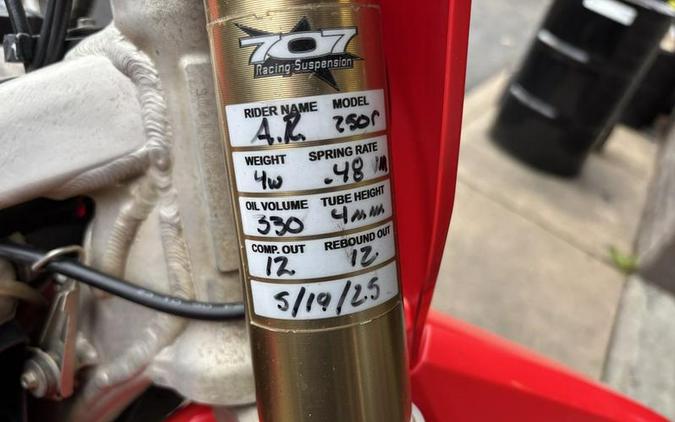 707
Racing Suspension
RIDER NAME MODEL
A.R. 250r
WEIGHT SPRING RATE
4w .48
OIL VOLUME TUBE HEIGHT
330 4mm
COMP. OUT REBOUND OUT
12 12
5/19/25